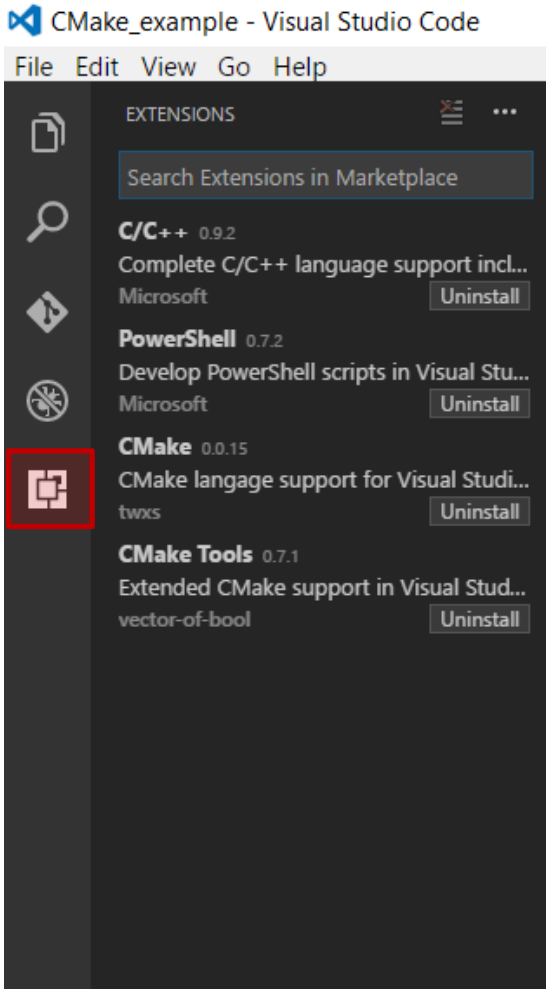 CMake_example - Visual Studio Code
File Edit View Go Help
EXTENSIONS
Search Extensions in Marketplace
C/C++ 0.9.2
Complete C/C++ language support incl...
Microsoft Uninstall
PowerShell 0.7.2
Develop PowerShell scripts in Visual Stu...
Microsoft Uninstall
CMake 0.0.15
CMake langage support for Visual Studi...
twxs Uninstall
CMake Tools 0.7.1
Extended CMake support in Visual Stud...
vector-of-bool Uninstall